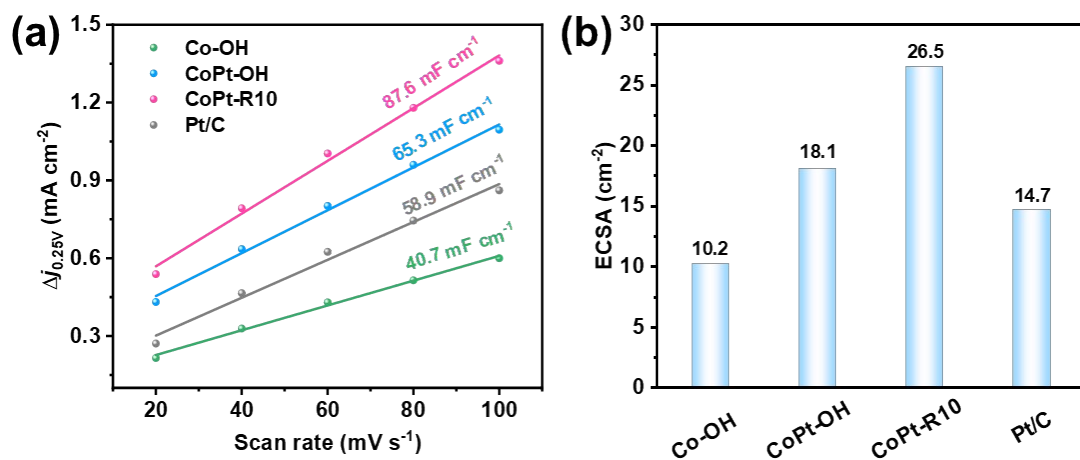 (a)
Δj0.25V (mA cm-2)
1.5
1.2
0.9
0.6
0.3
Co-OH
CoPt-OH
CoPt-R10
Pt/C
87.6 mF cm-1
65.3 mF cm-1
58.9 mF cm-1
40.7 mF cm-1
20 40 60 80 100
Scan rate (mV s-1)
(b)
ECSA (cm-2)
30
25
20
15
10
5
0
10.2
18.1
26.5
14.7
Co-OH
CoPt-OH
CoPt-R10
Pt/C